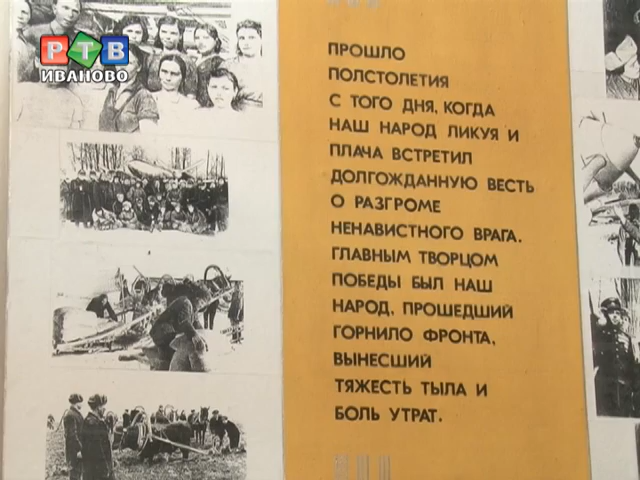 РТВ
ИВАНОВО
ПРОШЛО
ПОЛСТОЛЕТИЯ
С ТОГО ДНЯ, КОГДА
НАШ НАРОД ЛИКУЯ И
ПЛАЧА ВСТРЕТИЛ
ДОЛГОЖДАННУЮ ВЕСТЬ
О РАЗГРОМЕ
НЕНАВИСТНОГО ВРАГА.
ГЛАВНЫМ ТВОРЦОМ
ПОБЕДЫ БЫЛ НАШ
НАРОД, ПРОШЕДШИЙ
ГОРНИЛО ФРОНТА,
ВЫНЕСШИЙ
ТЯЖЕСТЬ ТЫЛА И
БОЛЬ УТРАТ.